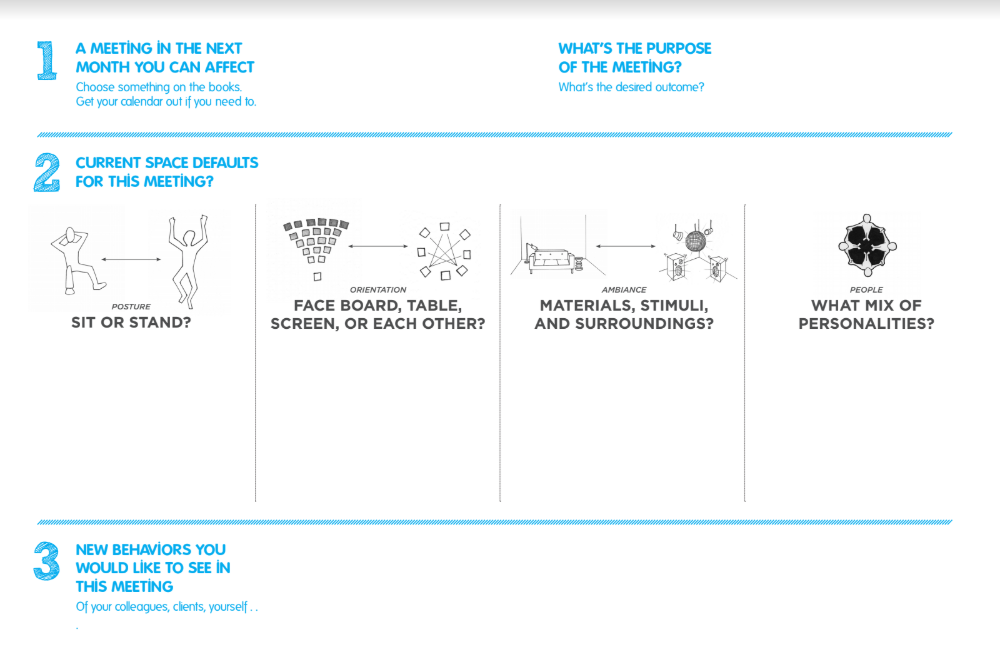 1
A MEETING IN THE NEXT
MONTH YOU CAN AFFECT
Choose something on the books.
Get your calendar out if you need to.
WHAT'S THE PURPOSE
OF THE MEETING?
What's the desired outcome?
2
CURRENT SPACE DEFAULTS
FOR THIS MEETING?
POSTURE
SIT OR STAND?
ORIENTATION
FACE BOARD, TABLE,
SCREEN, OR EACH OTHER?
AMBIANCE
MATERIALS, STIMULI,
AND SURROUNDINGS?
PEOPLE
WHAT MIX OF
PERSONALITIES?
3
NEW BEHAVIORS YOU
WOULD LIKE TO SEE IN
THIS MEETING
Of your colleagues, clients, yourself . .
.